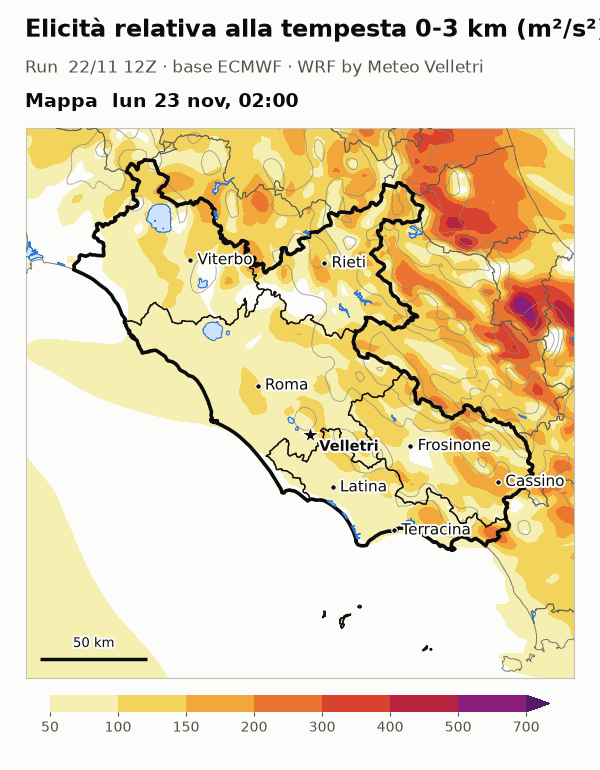 Elicità relativa alla tempesta 0-3 km (m²/s²)
Run 22/11 12Z · base ECMWF · WRF by Meteo Velletri
Mappa lun 23 nov, 02:00
Viterbo
Rieti
Roma
Velletri
Frosinone
Cassino
Latina
Terracina
50 km
50 100 150 200 300 400 500 700